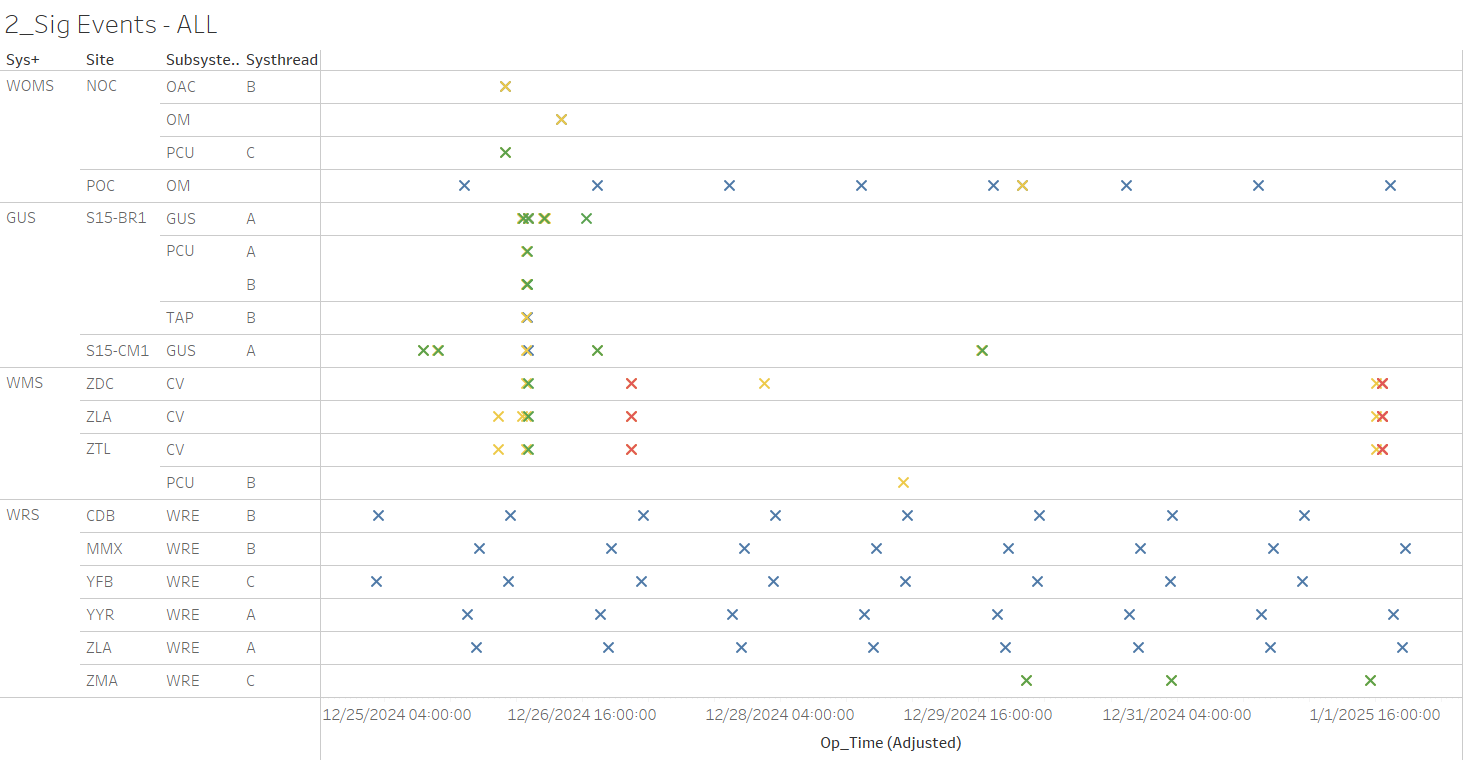 2_Sig Events - ALL
Sys+ Site Subsyste.. Systhread
WOMS NOC OAC B
OM
PCU C
POC OM
GUS S15-BR1 GUS A
PCU A
B
TAP B
S15-CM1 GUS A
WMS ZDC CV
ZLA CV
ZTL CV
PCU B
WRS CDB WRE B
MMX WRE B
YFB WRE C
YYR WRE A
ZLA WRE A
ZMA WRE C
12/25/2024 04:00:00 12/26/2024 16:00:00 12/28/2024 04:00:00 12/29/2024 16:00:00 12/31/2024 04:00:00 1/1/2025 16:00:00
Op_Time (Adjusted)